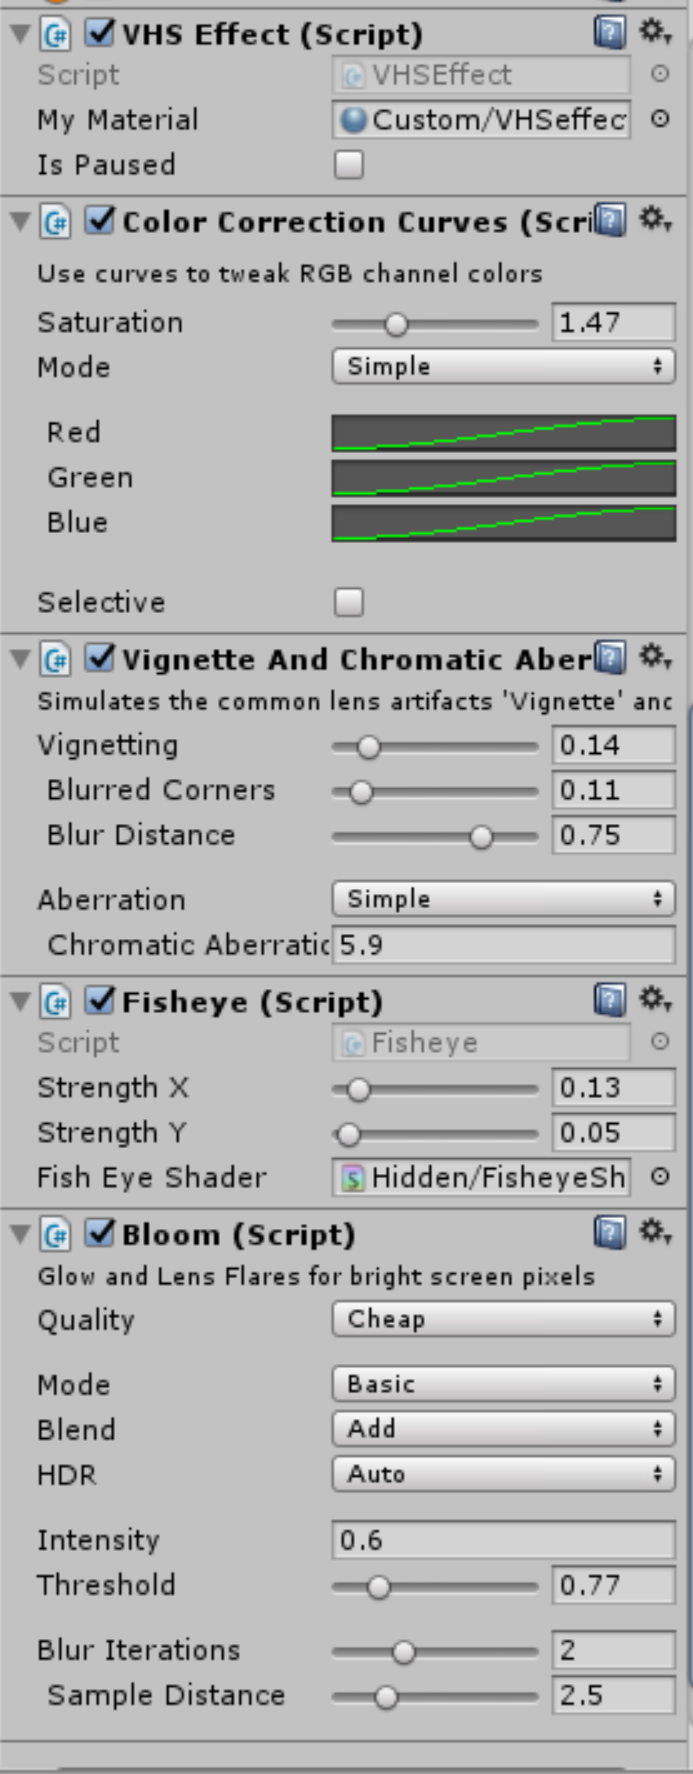 VHS Effect (Script)
Script VHSEffect
My Material Custom/VHSeffec
Is Paused
Color Correction Curves (Scri
Use curves to tweak RGB channel colors
Saturation 1.47
Mode Simple
Red
Green
Blue
Selective
Vignette And Chromatic Aber
Simulates the common lens artifacts 'Vignette' and
Vignetting 0.14
Blurred Corners 0.11
Blur Distance 0.75
Aberration Simple
Chromatic Aberratic 5.9
Fisheye (Script)
Script Fisheye
Strength X 0.13
Strength Y 0.05
Fish Eye Shader Hidden/FisheyeSh
Bloom (Script)
Glow and Lens Flares for bright screen pixels
Quality Cheap
Mode Basic
Blend Add
HDR Auto
Intensity 0.6
Threshold 0.77
Blur Iterations 2
Sample Distance 2.5